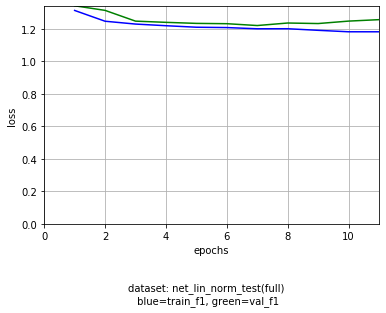 1.2
1.0
0.8
0.6
0.4
0.2
0.0
loss
0 2 4 6 8 10
epochs
dataset: net_lin_norm_test(full)
blue=train_f1, green=val_f1